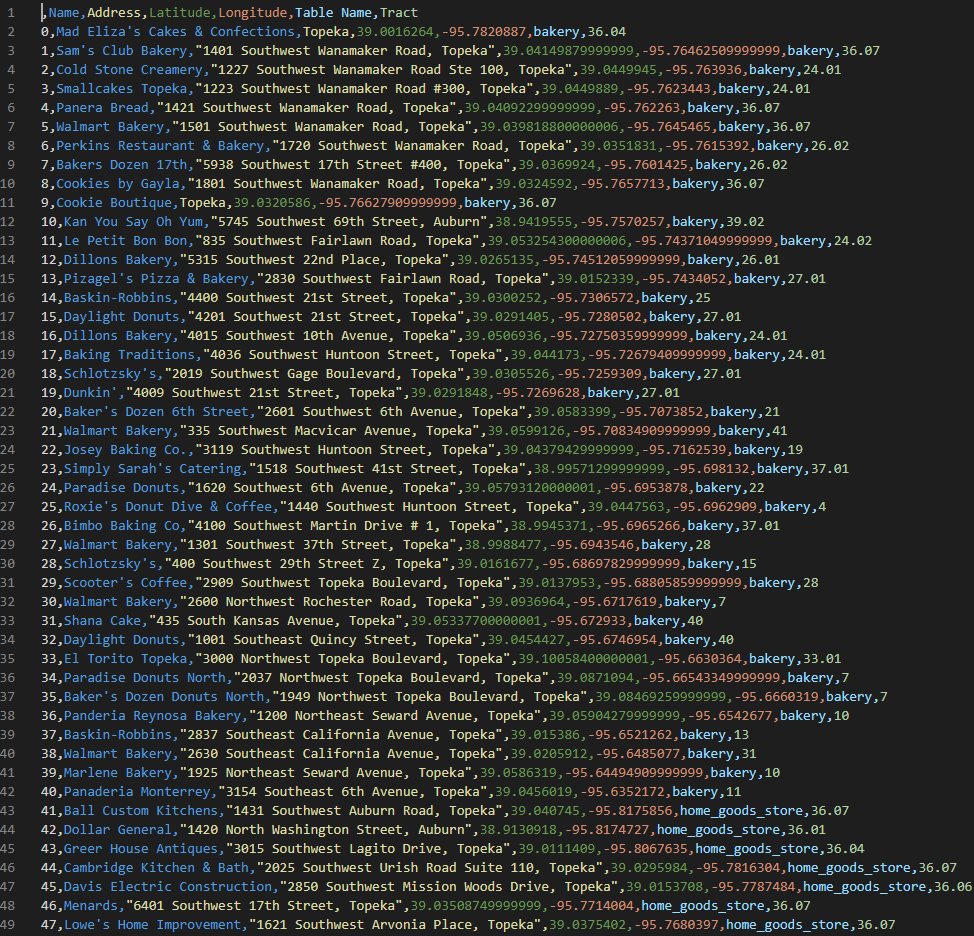 1 ,Name,Address,Latitude,Longitude,Table Name,Tract
2 0,Mad Eliza's Cakes & Confections,Topeka,39.0016264,-95.7820887,bakery,36.04
3 1,Sam's Club Bakery,"1401 Southwest Wanamaker Road, Topeka",39.04149879999999,-95.76462509999999,bakery,36.07
4 2,Cold Stone Creamery,"1227 Southwest Wanamaker Road Ste 100, Topeka",39.0449945,-95.763936,bakery,24.01
5 3,Smallcakes Topeka,"1223 Southwest Wanamaker Road #300, Topeka",39.0449889,-95.7623443,bakery,24.01
6 4,Panera Bread,"1421 Southwest Wanamaker Road, Topeka",39.04092299999999,-95.762263,bakery,36.07
7 5,Walmart Bakery,"1501 Southwest Wanamaker Road, Topeka",39.039818800000006,-95.7645465,bakery,36.07
8 6,Perkins Restaurant & Bakery,"1720 Southwest Wanamaker Road, Topeka",39.0351831,-95.7615392,bakery,26.02
9 7,Bakers Dozen 17th,"5938 Southwest 17th Street #400, Topeka",39.0369924,-95.7601425,bakery,26.02
10 8,Cookies by Gayla,"1801 Southwest Wanamaker Road, Topeka",39.0324592,-95.7657713,bakery,36.07
11 9,Cookie Boutique,Topeka,39.0320586,-95.76627909999999,bakery,36.07
12 10,Kan You Say Oh Yum,"5745 Southwest 69th Street, Auburn",38.9419555,-95.7570257,bakery,39.02
13 11,Le Petit Bon Bon,"835 Southwest Fairlawn Road, Topeka",39.053254300000006,-95.74371049999999,bakery,24.02
14 12,Dillons Bakery,"5315 Southwest 22nd Place, Topeka",39.0265135,-95.74512059999999,bakery,26.01
15 13,Pizagel's Pizza & Bakery,"2830 Southwest Fairlawn Road, Topeka",39.0152339,-95.7434052,bakery,27.01
16 14,Baskin-Robbins,"4400 Southwest 21st Street, Topeka",39.0300252,-95.7306572,bakery,25
17 15,Daylight Donuts,"4201 Southwest 21st Street, Topeka",39.0291405,-95.7280502,bakery,27.01
18 16,Dillons Bakery,"4015 Southwest 10th Avenue, Topeka",39.0506936,-95.72750359999999,bakery,24.01
19 17,Baking Traditions,"4036 Southwest Huntoon Street, Topeka",39.044173,-95.72679409999999,bakery,24.01
20 18,Schlotzsky's,"2019 Southwest Gage Boulevard, Topeka",39.0305526,-95.7259309,bakery,27.01
21 19,Dunkin',"4009 Southwest 21st Street, Topeka",39.0291848,-95.7269628,bakery,27.01
22 20,Baker's Dozen 6th Street,"2601 Southwest 6th Avenue, Topeka",39.0583399,-95.7073852,bakery,21
23 21,Walmart Bakery,"335 Southwest Macvicar Avenue, Topeka",39.0599126,-95.70834909999999,bakery,41
24 22,Josey Baking Co.,"3119 Southwest Huntoon Street, Topeka",39.04379429999999,-95.7162539,bakery,19
25 23,Simply Sarah's Catering,"1518 Southwest 41st Street, Topeka",38.99571299999999,-95.698132,bakery,37.01
26 24,Paradise Donuts,"1620 Southwest 6th Avenue, Topeka",39.05793120000001,-95.6953878,bakery,22
27 25,Roxie's Donut Dive & Coffee,"1440 Southwest Huntoon Street, Topeka",39.0447563,-95.6962909,bakery,4
28 26,Bimbo Baking Co,"4100 Southwest Martin Drive # 1, Topeka",38.9945371,-95.6965266,bakery,37.01
29 27,Walmart Bakery,"1301 Southwest 37th Street, Topeka",38.9988477,-95.6943546,bakery,28
30 28,Schlotzsky's,"400 Southwest 29th Street Z, Topeka",39.0161677,-95.68697829999999,bakery,15
31 29,Scooter's Coffee,"2909 Southwest Topeka Boulevard, Topeka",39.0137953,-95.68805859999999,bakery,28
32 30,Walmart Bakery,"2600 Northwest Rochester Road, Topeka",39.0936964,-95.6717619,bakery,7
33 31,Shana Cake,"435 South Kansas Avenue, Topeka",39.05337700000001,-95.672933,bakery,40
34 32,Daylight Donuts,"1001 Southeast Quincy Street, Topeka",39.0454427,-95.6746954,bakery,40
35 33,El Torito Topeka,"3000 Northwest Topeka Boulevard, Topeka",39.10058400000001,-95.6630364,bakery,33.01
36 34,Paradise Donuts North,"2037 Northwest Topeka Boulevard, Topeka",39.0871094,-95.66543349999999,bakery,7
37 35,Baker's Dozen Donuts North,"1949 Northwest Topeka Boulevard, Topeka",39.08469259999999,-95.6660319,bakery,7
38 36,Panderia Reynosa Bakery,"1200 Northeast Seward Avenue, Topeka",39.05904279999999,-95.6542677,bakery,10
39 37,Baskin-Robbins,"2837 Southeast California Avenue, Topeka",39.015386,-95.6521262,bakery,13
40 38,Walmart Bakery,"2630 Southeast California Avenue, Topeka",39.0205912,-95.6485077,bakery,31
41 39,Marlene Bakery,"1925 Northeast Seward Avenue, Topeka",39.0586319,-95.64494909999999,bakery,10
42 40,Panaderia Monterrey,"3154 Southeast 6th Avenue, Topeka",39.0456019,-95.6352172,bakery,11
43 41,Ball Custom Kitchens,"1431 Southwest Auburn Road, Topeka",39.040745,-95.8175856,home_goods_store,36.07
44 42,Dollar General,"1420 North Washington Street, Auburn",38.9130918,-95.8174727,home_goods_store,36.01
45 43,Greer House Antiques,"3015 Southwest Lagito Drive, Topeka",39.0111409,-95.8067635,home_goods_store,36.04
46 44,Cambridge Kitchen & Bath,"2025 Southwest Urish Road Suite 110, Topeka",39.0295984,-95.7816304,home_goods_store,36.07
47 45,Davis Electric Construction,"2850 Southwest Mission Woods Drive, Topeka",39.0153708,-95.7787484,home_goods_store,36.06
48 46,Menards,"6401 Southwest 17th Street, Topeka",39.03508749999999,-95.7714004,home_goods_store,36.07
49 47,Lowe's Home Improvement,"1621 Southwest Arvonia Place, Topeka",39.0375402,-95.7680397,home_goods_store,36.07